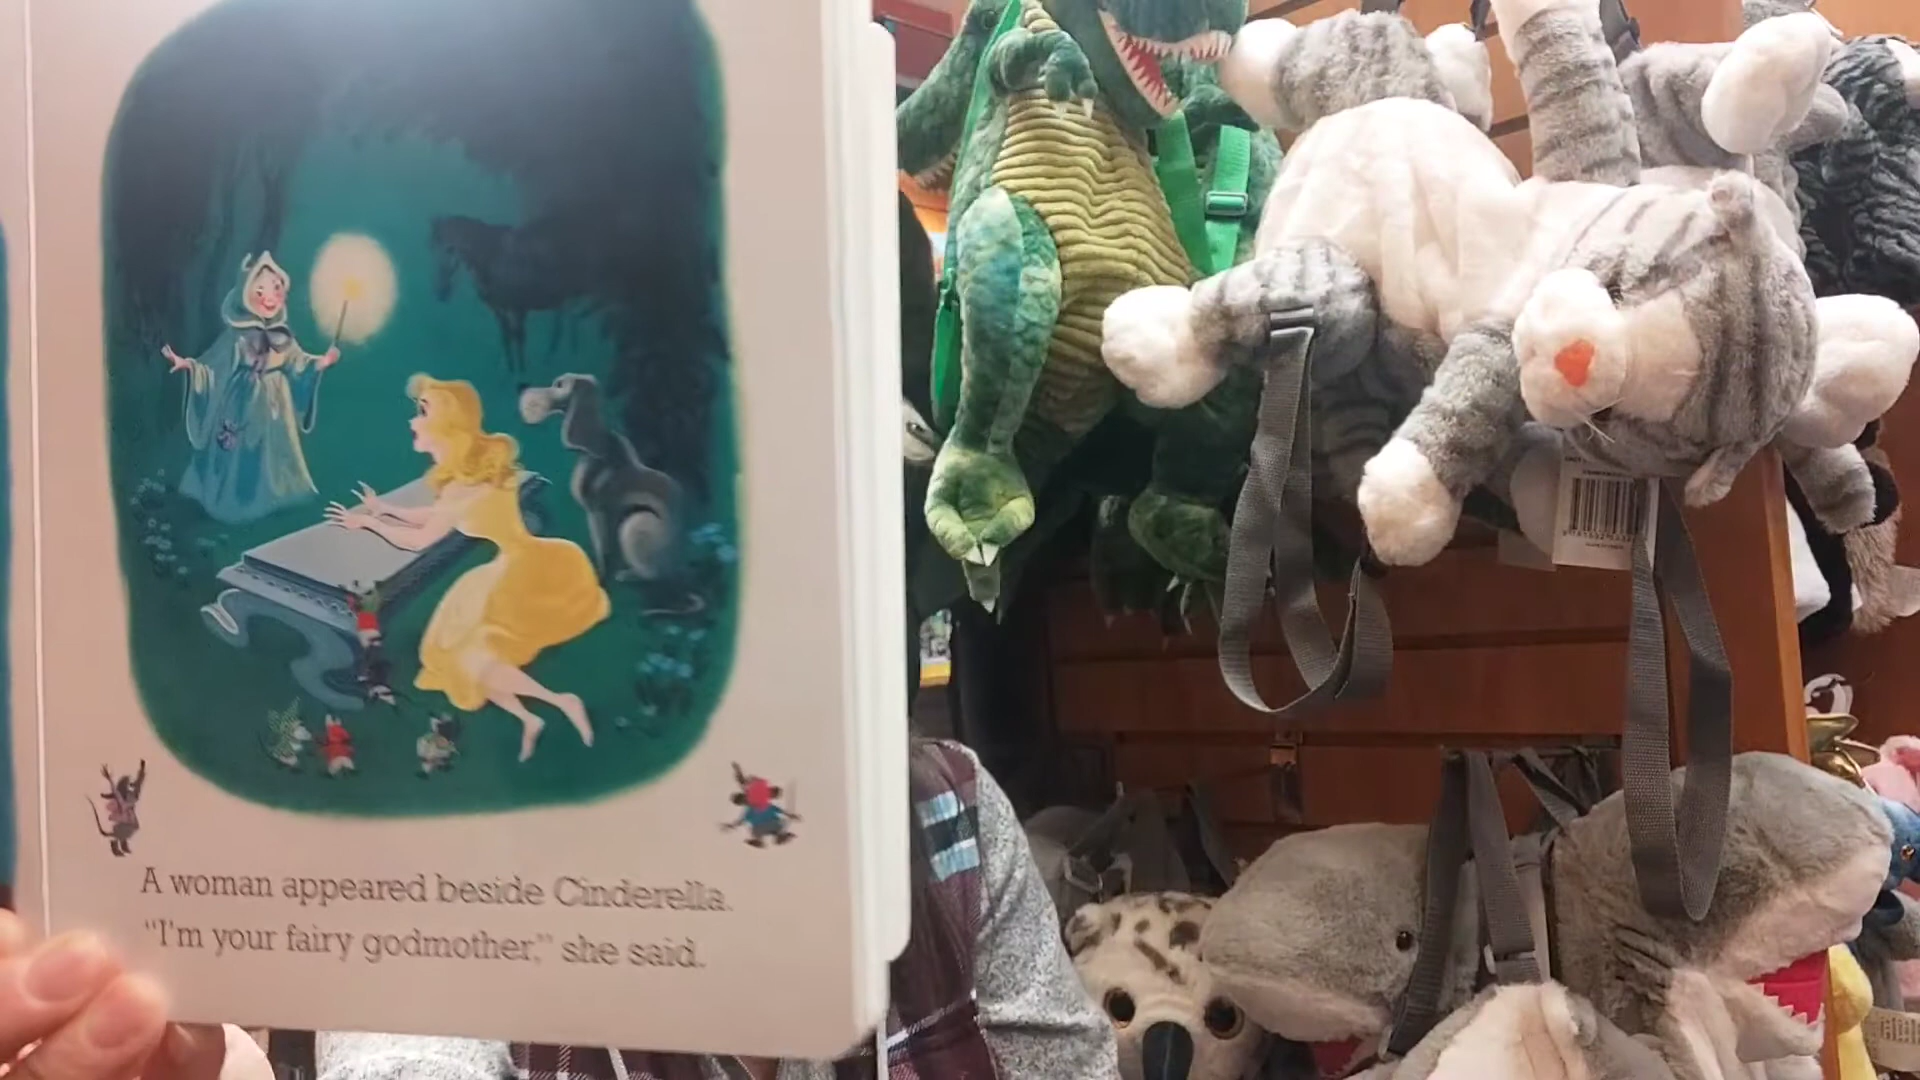 A woman appeared beside Cinderella.
"I'm your fairy godmother," she said.